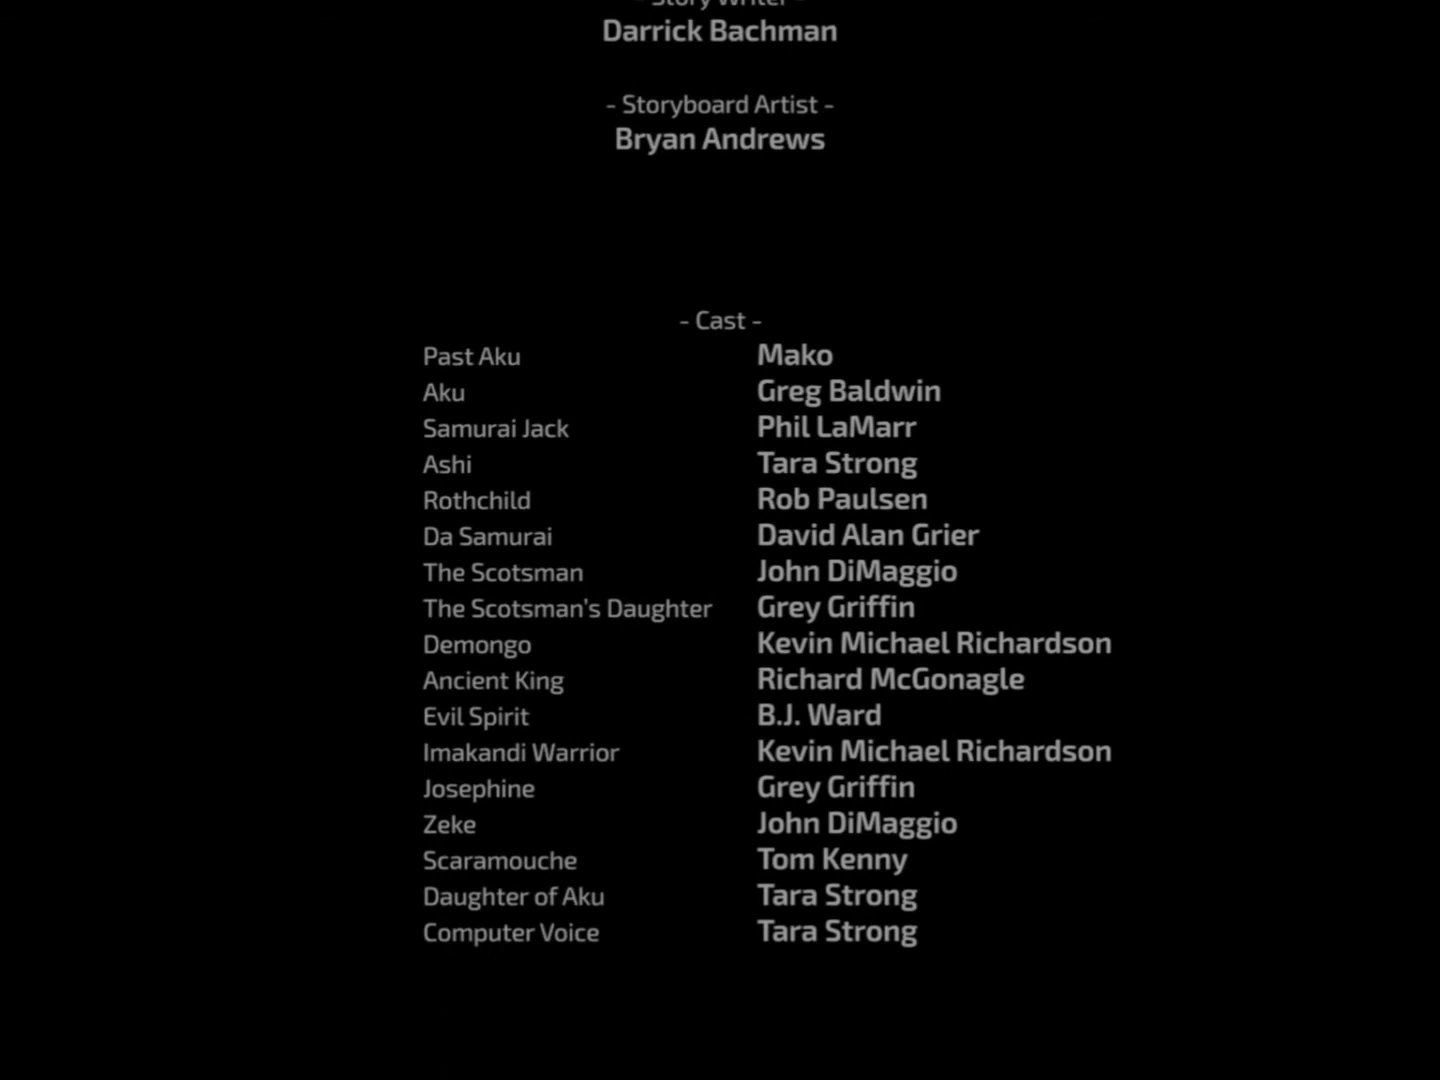 - Story Writer -
Darrick Bachman
- Storyboard Artist -
Bryan Andrews
- Cast -
Past Aku Mako
Aku Greg Baldwin
Samurai Jack Phil LaMarr
Ashi Tara Strong
Rothchild Rob Paulsen
Da Samurai David Alan Grier
The Scotsman John DiMaggio
The Scotsman's Daughter Grey Griffin
Demongo Kevin Michael Richardson
Ancient King Richard McGonagle
Evil Spirit B.J. Ward
Imakandi Warrior Kevin Michael Richardson
Josephine Grey Griffin
Zeke John DiMaggio
Scaramouche Tom Kenny
Daughter of Aku Tara Strong
Computer Voice Tara Strong